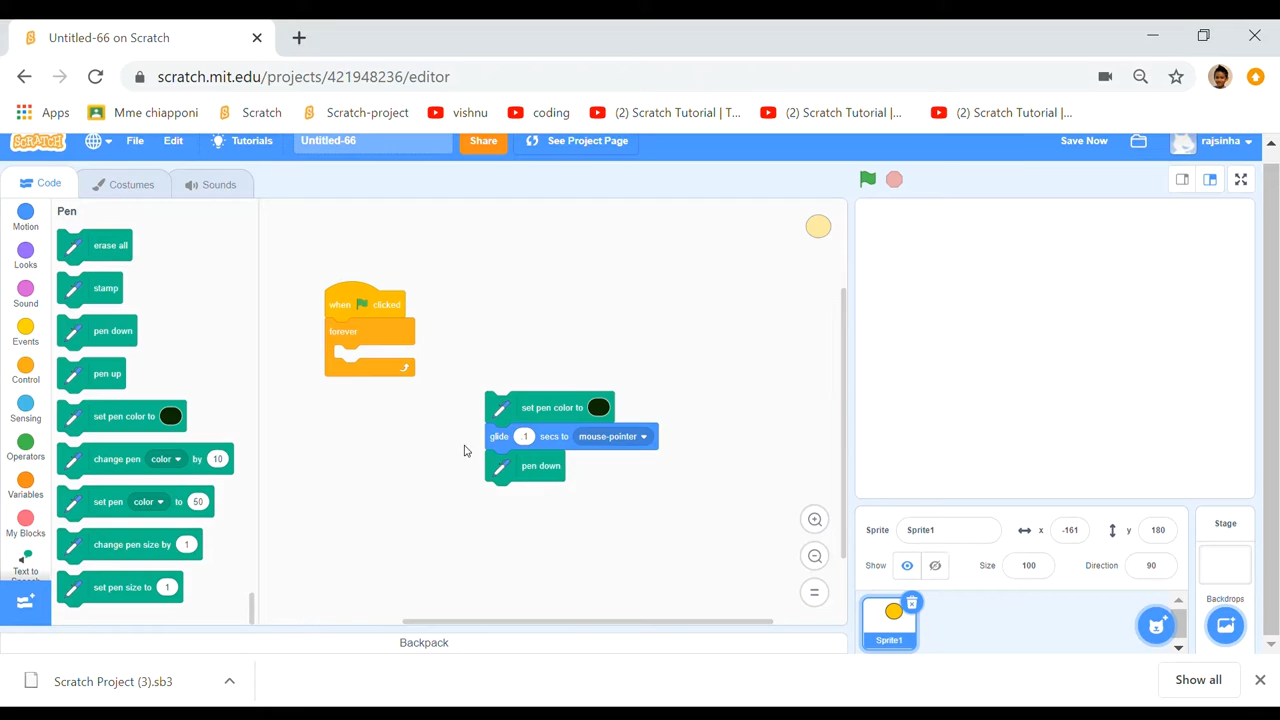 Untitled-66 on Scratch
scratch.mit.edu/projects/421948236/editor
Apps Mme chiapponi Scratch Scratch-project vishnu coding (2) Scratch Tutorial | T... (2) Scratch Tutorial |... (2) Scratch Tutorial |...
SCRATCH File Edit Tutorials Untitled-66 Share See Project Page Save Now rajsinha
Code Costumes Sounds
Motion
Looks
Sound
Events
Control
Sensing
Operators
Variables
My Blocks
Text to
Pen
erase all
stamp
pen down
pen up
set pen color to
change pen color by 10
set pen color to 50
change pen size by 1
set pen size to 1
when clicked
forever
set pen color to
glide .1 secs to mouse-pointer
pen down
Sprite Sprite1 x -161 y 180
Show Size 100 Direction 90
Sprite1
Stage
Backdrops
Backpack
Scratch Project (3).sb3
Show all